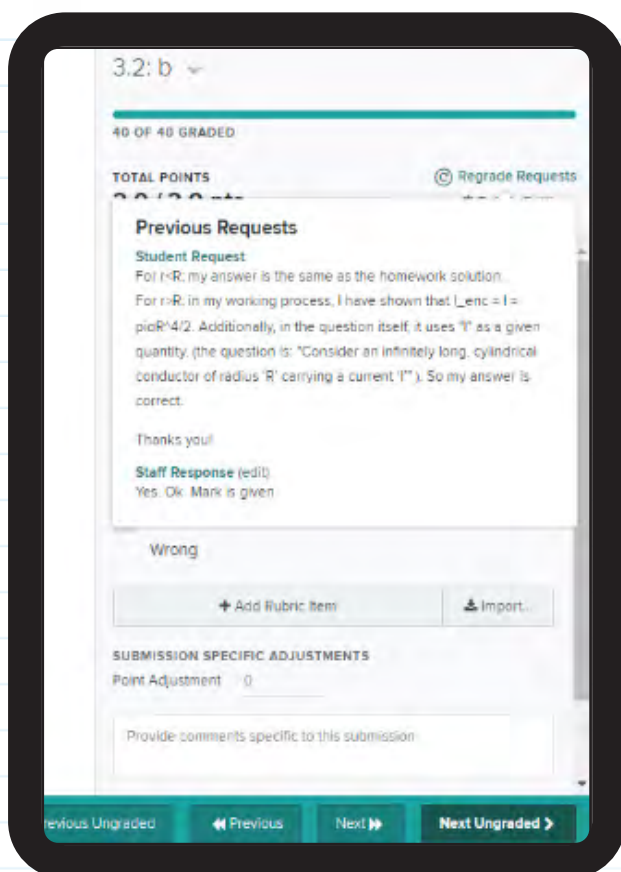 3.2: b
40 OF 40 GRADED
TOTAL POINTS
Regrade Requests
Previous Requests
Student Request
For r<R: my answer is the same as the homework solution.
For r>R: in my working process, I have shown that I_enc = I =
piαR^4/2. Additionally, in the question itself, it uses "I" as a given
quantity. (the question is: "Consider an infinitely long, cylindrical
conductor of radius 'R' carrying a current 'I'" ). So my answer is
correct.
Thanks you!
Staff Response (edit)
Yes. Ok. Mark is given
Wrong
+ Add Rubric Item
Import...
SUBMISSION SPECIFIC ADJUSTMENTS
Point Adjustment 0
Provide comments specific to this submission
revious Ungraded
Previous
Next
Next Ungraded